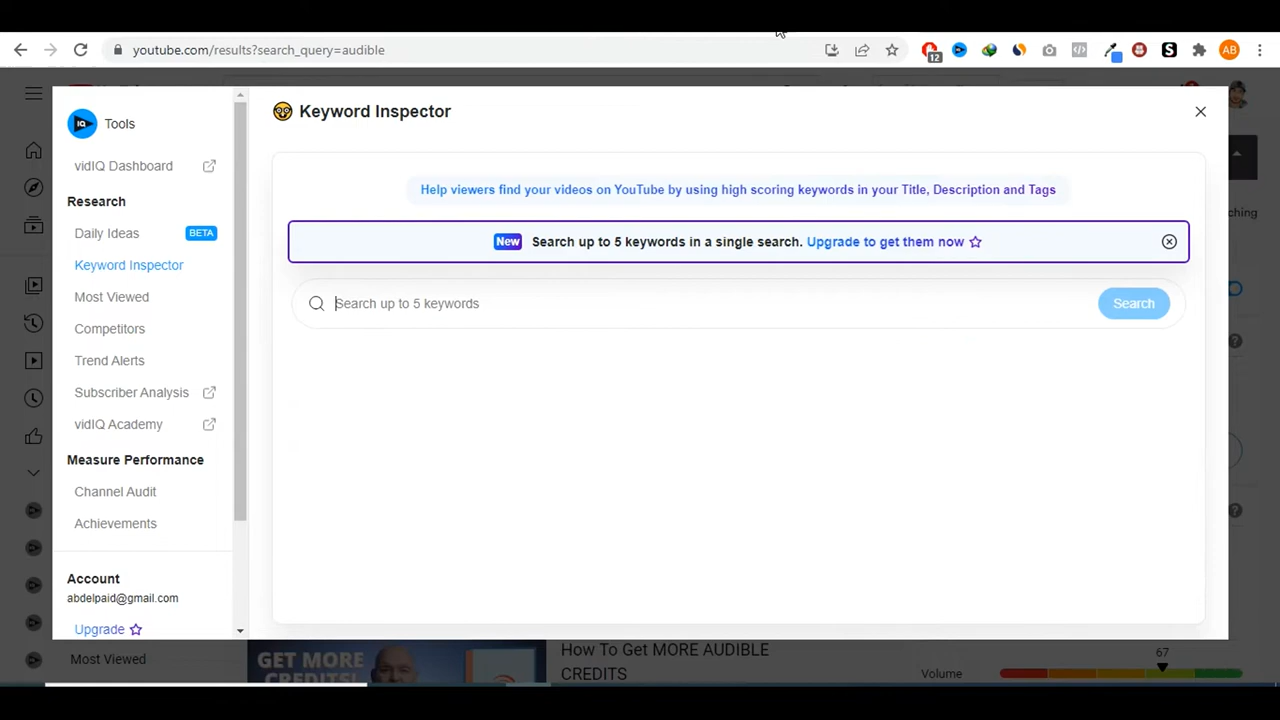 youtube.com/results?search_query=audible
12
AB
IQ Tools
vidIQ Dashboard
Research
Daily Ideas BETA
Keyword Inspector
Most Viewed
Competitors
Trend Alerts
Subscriber Analysis
vidIQ Academy
Measure Performance
Channel Audit
Achievements
Account
abdelpaid@gmail.com
Upgrade
Most Viewed
Keyword Inspector
Help viewers find your videos on YouTube by using high scoring keywords in your Title, Description and Tags
New Search up to 5 keywords in a single search. Upgrade to get them now
Search up to 5 keywords
Search
GET MORE
CREDITS!
How To Get MORE AUDIBLE
CREDITS
Volume
67